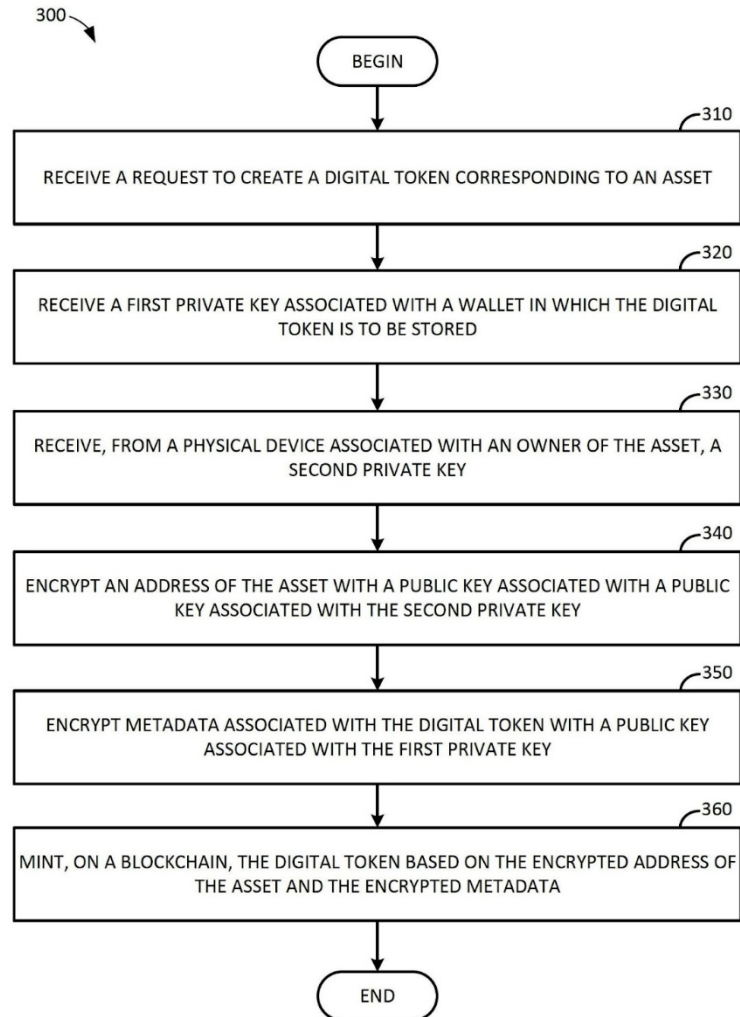 300
BEGIN
310
RECEIVE A REQUEST TO CREATE A DIGITAL TOKEN CORRESPONDING TO AN ASSET
320
RECEIVE A FIRST PRIVATE KEY ASSOCIATED WITH A WALLET IN WHICH THE DIGITAL
TOKEN IS TO BE STORED
330
RECEIVE, FROM A PHYSICAL DEVICE ASSOCIATED WITH AN OWNER OF THE ASSET, A
SECOND PRIVATE KEY
340
ENCRYPT AN ADDRESS OF THE ASSET WITH A PUBLIC KEY ASSOCIATED WITH A PUBLIC
KEY ASSOCIATED WITH THE SECOND PRIVATE KEY
350
ENCRYPT METADATA ASSOCIATED WITH THE DIGITAL TOKEN WITH A PUBLIC KEY
ASSOCIATED WITH THE FIRST PRIVATE KEY
360
MINT, ON A BLOCKCHAIN, THE DIGITAL TOKEN BASED ON THE ENCRYPTED ADDRESS OF
THE ASSET AND THE ENCRYPTED METADATA
END